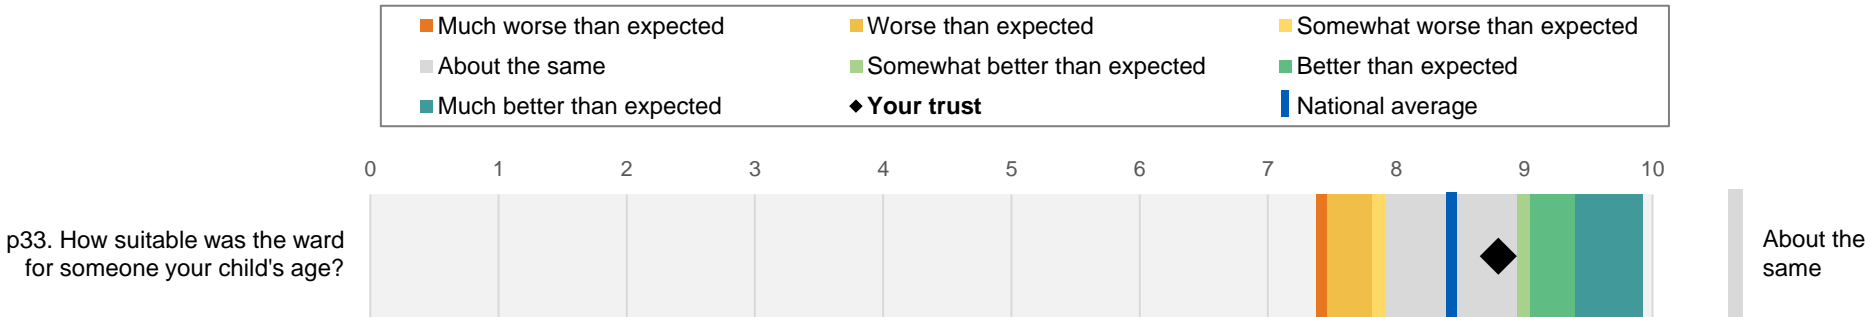 Much worse than expected
Worse than expected
Somewhat worse than expected
About the same
Somewhat better than expected
Better than expected
Much better than expected
Your trust
National average
0 1 2 3 4 5 6 7 8 9 10
p33. How suitable was the ward
for someone your child's age?
About the
same